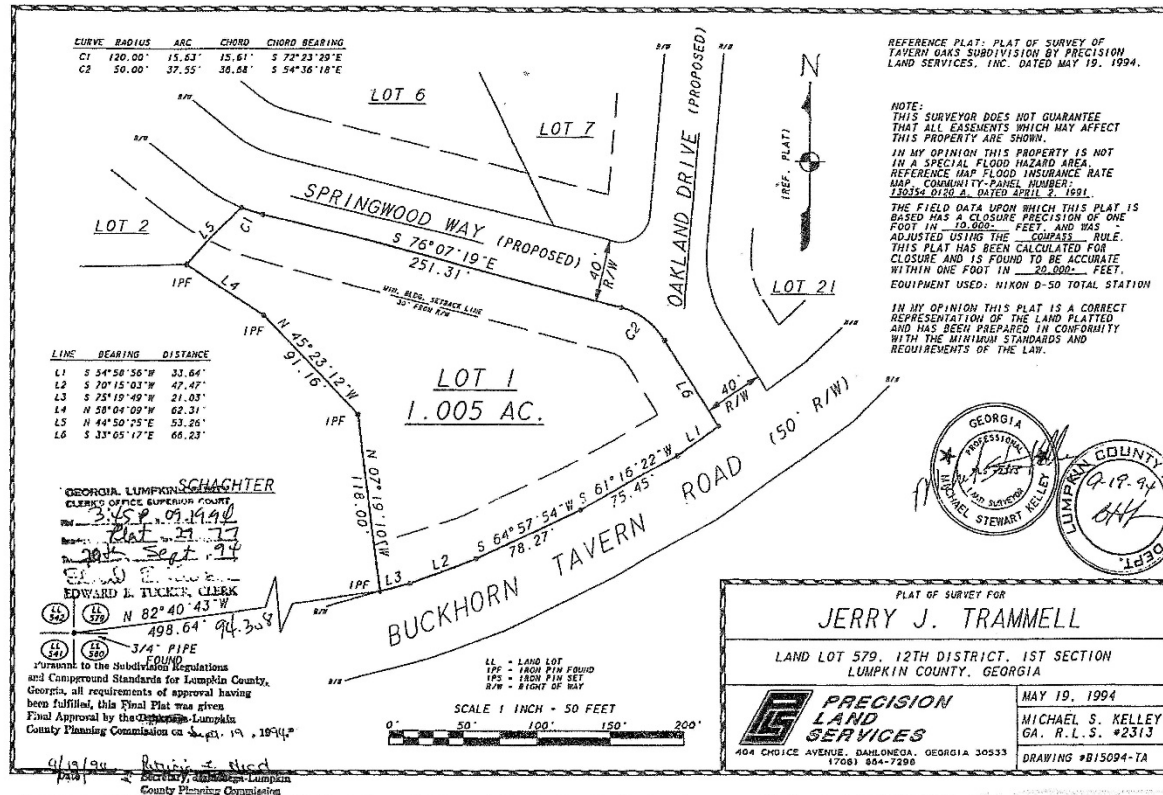 CURVE RADIUS ARC CHORD CHORD BEARING
C1 120.00' 15.63' 15.61' S 72°23'29"E
C2 50.00' 37.55' 36.68' S 54°36'18"E
R/W
R/W
R/W
R/W
R/W
LOT 6
LOT 7
OAKLAND DRIVE (PROPOSED)
N
(REF. PLAT)
REFERENCE PLAT: PLAT OF SURVEY OF
TAVERN OAKS SUBDIVISION BY PRECISION
LAND SERVICES, INC. DATED MAY 19, 1994.
NOTE:
THIS SURVEYOR DOES NOT GUARANTEE
THAT ALL EASEMENTS WHICH MAY AFFECT
THIS PROPERTY ARE SHOWN.
IN MY OPINION THIS PROPERTY IS NOT
IN A SPECIAL FLOOD HAZARD AREA.
REFERENCE MAP FLOOD INSURANCE RATE
MAP, COMMUNITY-PANEL NUMBER:
130354 0120 A, DATED APRIL 2, 1991.
THE FIELD DATA UPON WHICH THIS PLAT IS
BASED HAS A CLOSURE PRECISION OF ONE
FOOT IN 10,000+ FEET, AND WAS
ADJUSTED USING THE COMPASS RULE.
THIS PLAT HAS BEEN CALCULATED FOR
CLOSURE AND IS FOUND TO BE ACCURATE
WITHIN ONE FOOT IN 20,000+ FEET.
EQUIPMENT USED: NIKON D-50 TOTAL STATION
IN MY OPINION THIS PLAT IS A CORRECT
REPRESENTATION OF THE LAND PLATTED
AND HAS BEEN PREPARED IN CONFORMITY
WITH THE MINIMUM STANDARDS AND
REQUIREMENTS OF THE LAW.
LOT 2
L5
C1
SPRINGWOOD WAY (PROPOSED)
S 76°07'19"E
251.31'
40'
R/W
LOT 21
IPF
L4
MIN. BLDG. SETBACK LINE
30' FROM R/W
C2
IPF
N 45°23'12"W
91.16'
LOT 1
1.005 AC.
L6
40'
R/W
R/W
R/W
LINE BEARING DISTANCE
L1 S 54°58'56"W 33.64'
L2 S 70°15'03"W 47.47'
L3 S 75°19'49"W 21.03'
L4 N 58°04'09"W 62.31'
L5 N 44°50'25"E 53.26'
L6 S 33°05'17"E 66.23'
IPF
N 07°19'10"W
118.00'
L1
S 61°16'22"W
75.45'
S 64°57'54"W
78.27'
L2
L3
IPF
R/W
R/W
BUCKHORN TAVERN ROAD (50' R/W)
SCHACHTER
GEORGIA, LUMPKIN
CLERK'S OFFICE SUPERIOR COURT
3:45 P. 09.19.94
Plat 29 77
20th Sept. 94
EDWARD E. TUCKER, CLERK
LL 542 LL 579
LL 541 LL 580
N 82°40'43"W
498.64'
94.308
3/4" PIPE
FOUND
Pursuant to the Subdivision Regulations
and Campground Standards for Lumpkin County,
Georgia, all requirements of approval having
been fulfilled, this Final Plat was given
Final Approval by the Dahlonega-Lumpkin
County Planning Commission on Sept. 19, 1994."
9/19/94
Date
Secretary, Dahlonega-Lumpkin
County Planning Commission
LL - LAND LOT
IPF - IRON PIN FOUND
IPS - IRON PIN SET
R/W - RIGHT OF WAY
SCALE 1 INCH = 50 FEET
0' 50' 100' 150' 200'
GEORGIA
PROFESSIONAL
LAND SURVEYOR
MICHAEL STEWART KELLEY
LUMPKIN COUNTY
9-19-94
DEPT.
PLAT OF SURVEY FOR
JERRY J. TRAMMELL
LAND LOT 579, 12TH DISTRICT, 1ST SECTION
LUMPKIN COUNTY, GEORGIA
PRECISION
LAND
SERVICES
404 CHOICE AVENUE, DAHLONEGA, GEORGIA 30533
(706) 864-7298
MAY 19, 1994
MICHAEL S. KELLEY
GA. R.L.S. #2313
DRAWING #B15094-TA